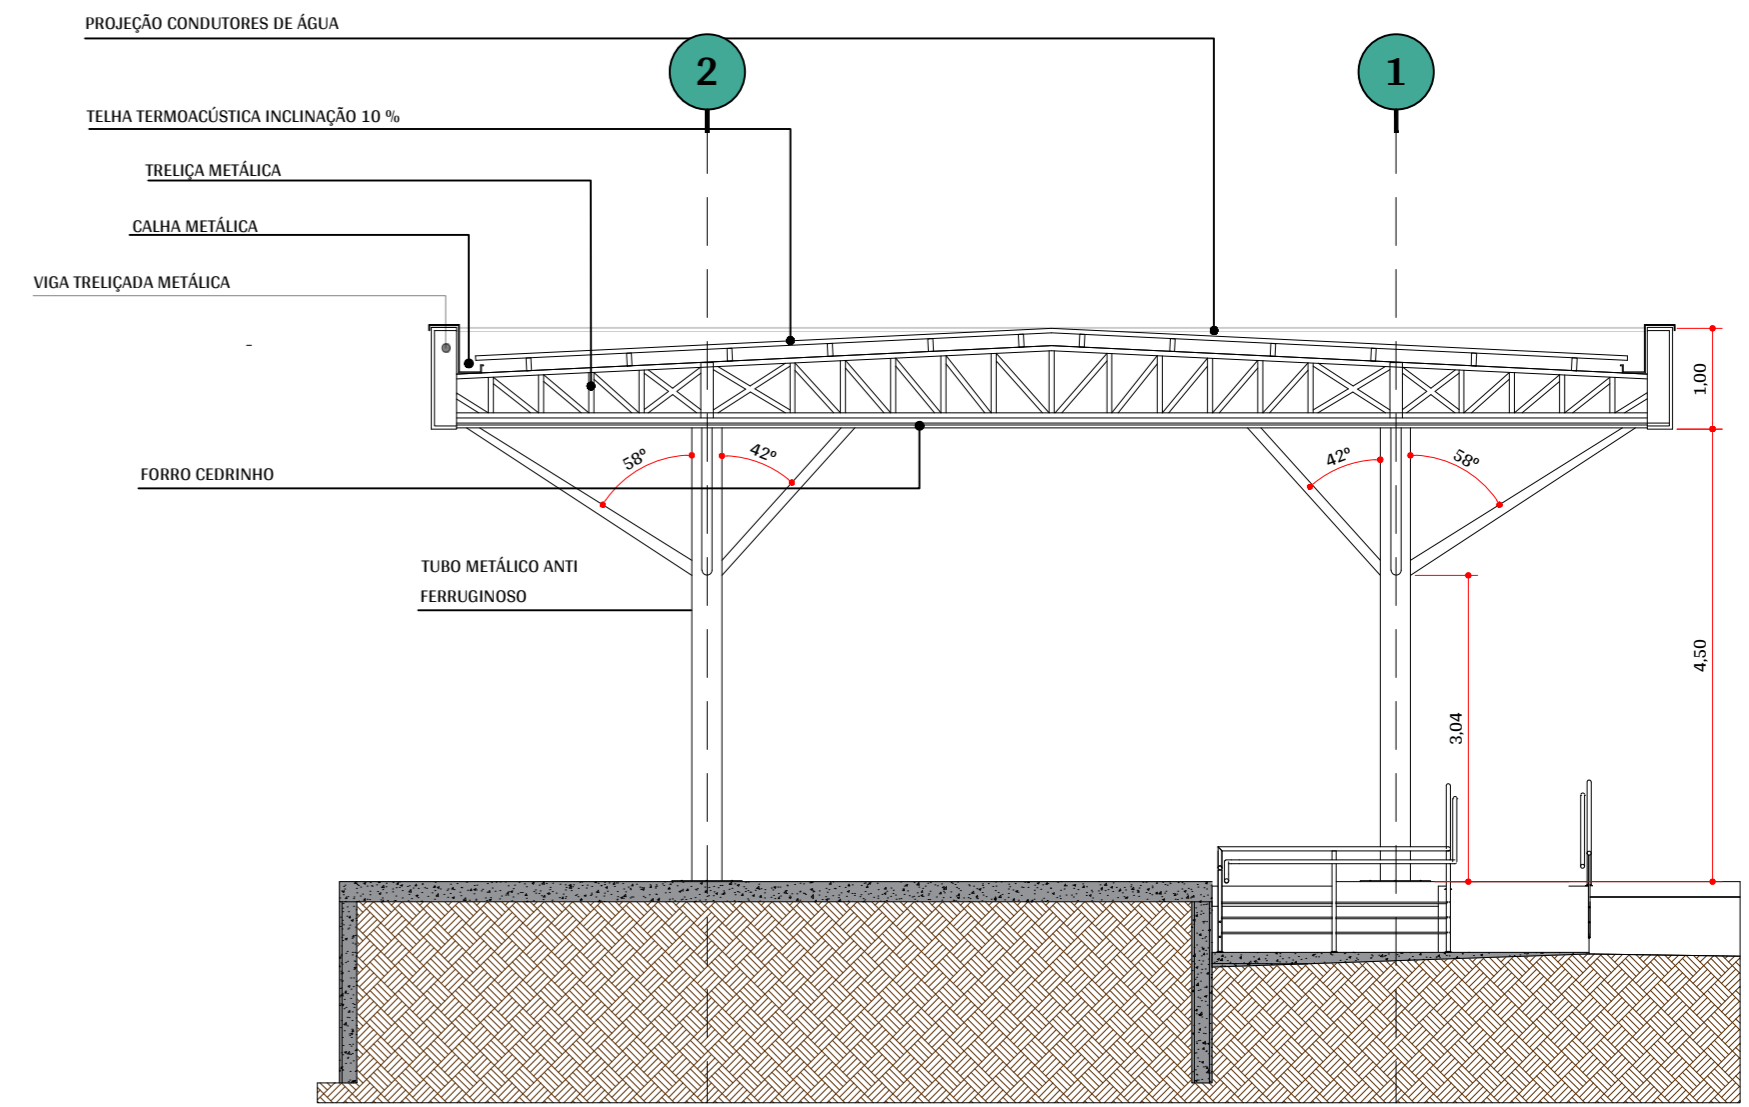 PROJEÇÃO CONDUTORES DE ÁGUA
2
1
TELHA TERMOACÚSTICA INCLINAÇÃO 10 %
TRELIÇA METÁLICA
CALHA METÁLICA
VIGA TRELIÇADA METÁLICA
-
1,00
58º
42º
42º
58º
FORRO CEDRINHO
TUBO METÁLICO ANTI
FERRUGINOSO
4,50
3,04